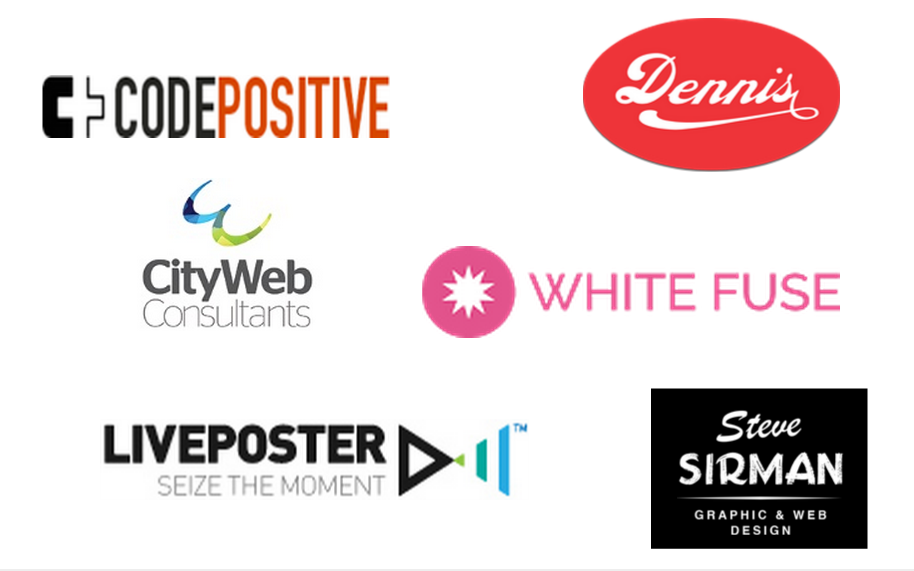 CODEPOSITIVE
Dennis
CityWeb
Consultants
WHITE FUSE
LIVEPOSTER
SEIZE THE MOMENT
™
Steve
SIRMAN
GRAPHIC & WEB
DESIGN